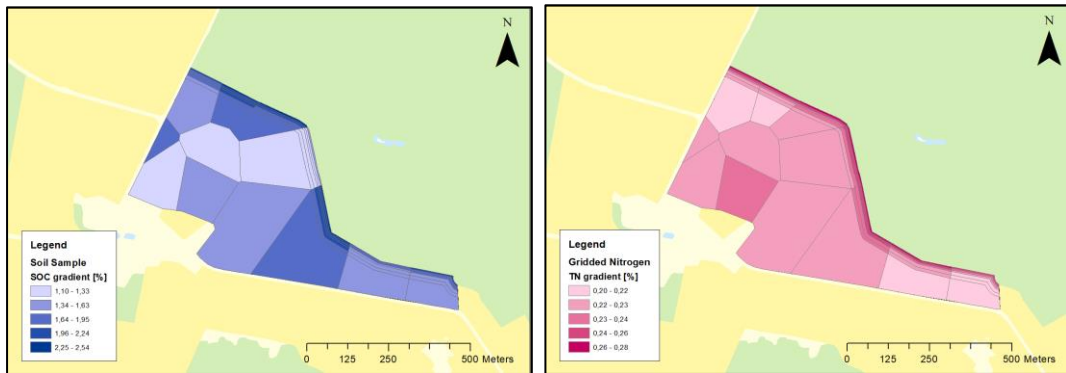 N
Legend
Soil Sample
SOC gradient [%]
1,10 - 1,33
1,34 - 1,63
1,64 - 1,95
1,96 - 2,24
2,25 - 2,54
0 125 250 500 Meters
N
Legend
Gridded Nitrogen
TN gradient [%]
0,20 - 0,22
0,22 - 0,23
0,23 - 0,24
0,24 - 0,26
0,26 - 0,28
0 125 250 500 Meters